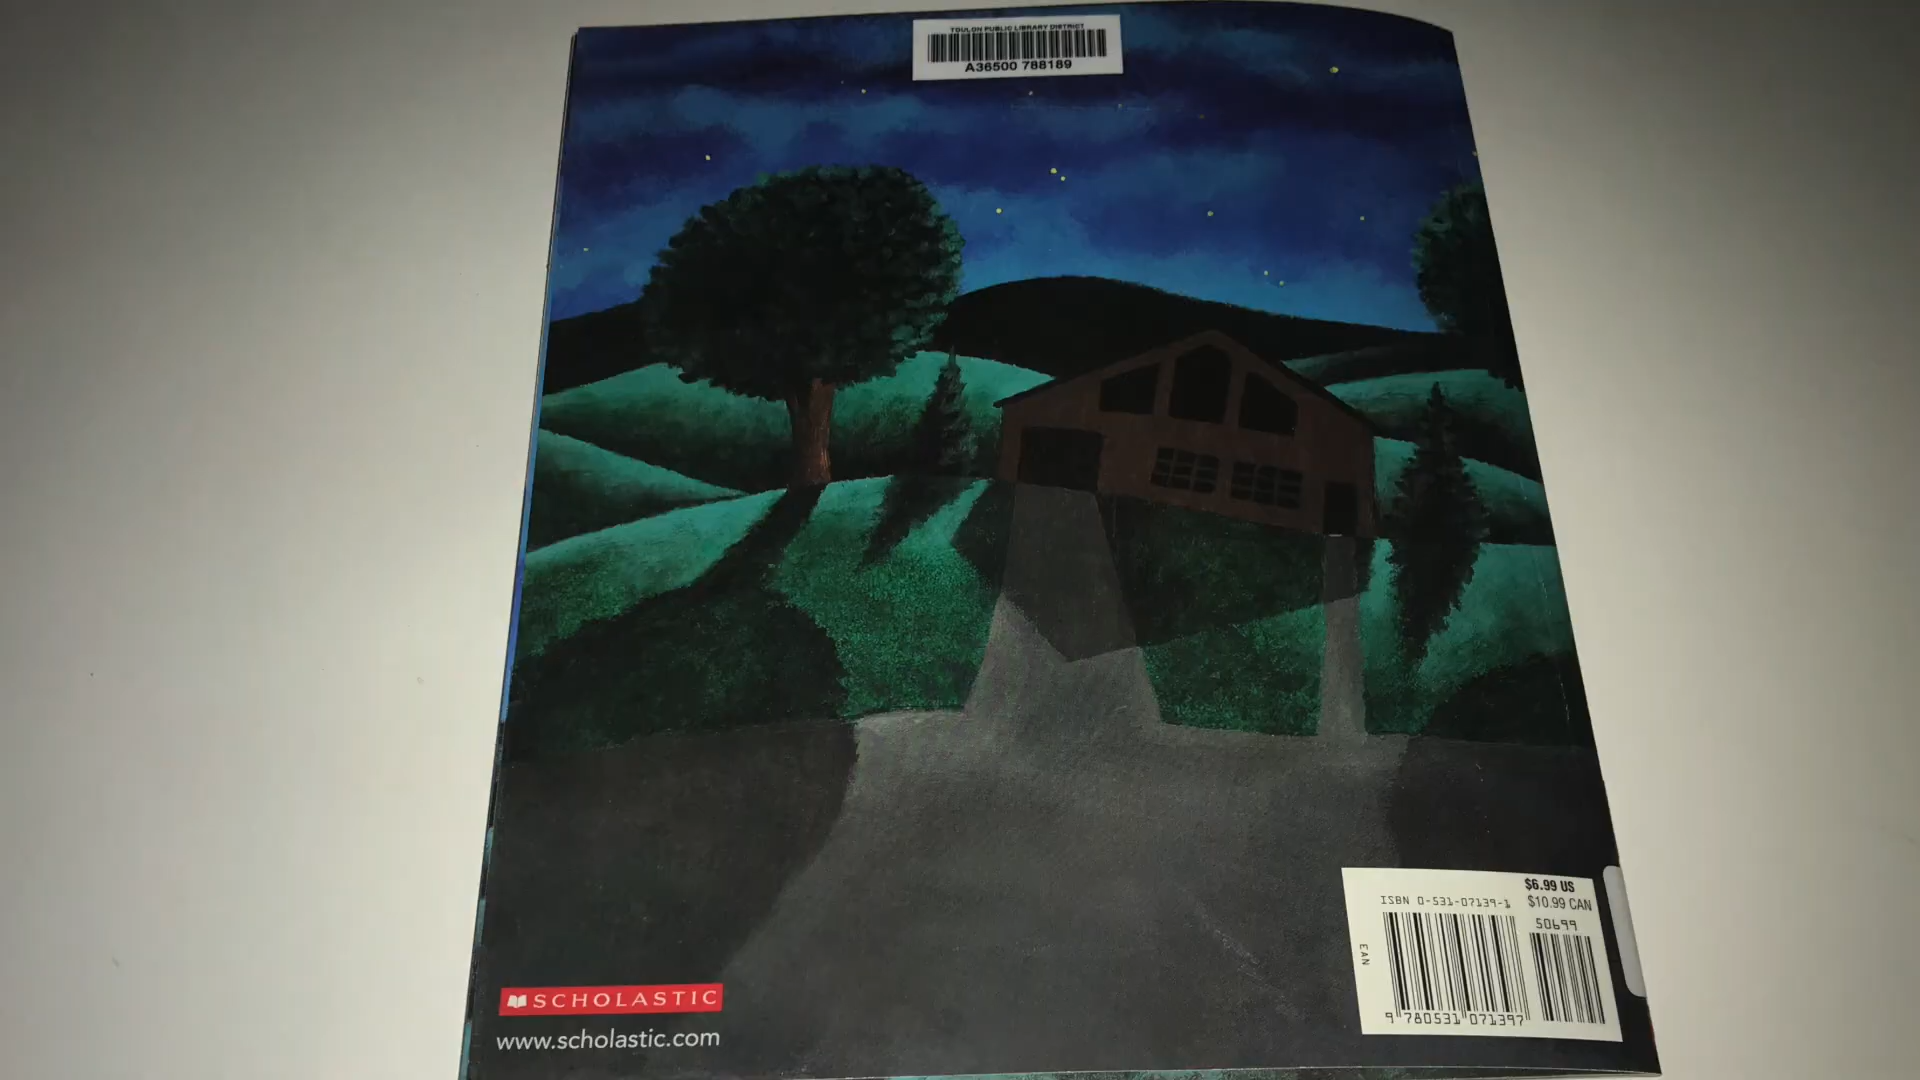 TOULON PUBLIC LIBRARY DISTRICT
A36500 788189
$6.99 US
ISBN 0-531-07139-1
$10.99 CAN
50699
EAN
9 780531 071397
SCHOLASTIC
www.scholastic.com